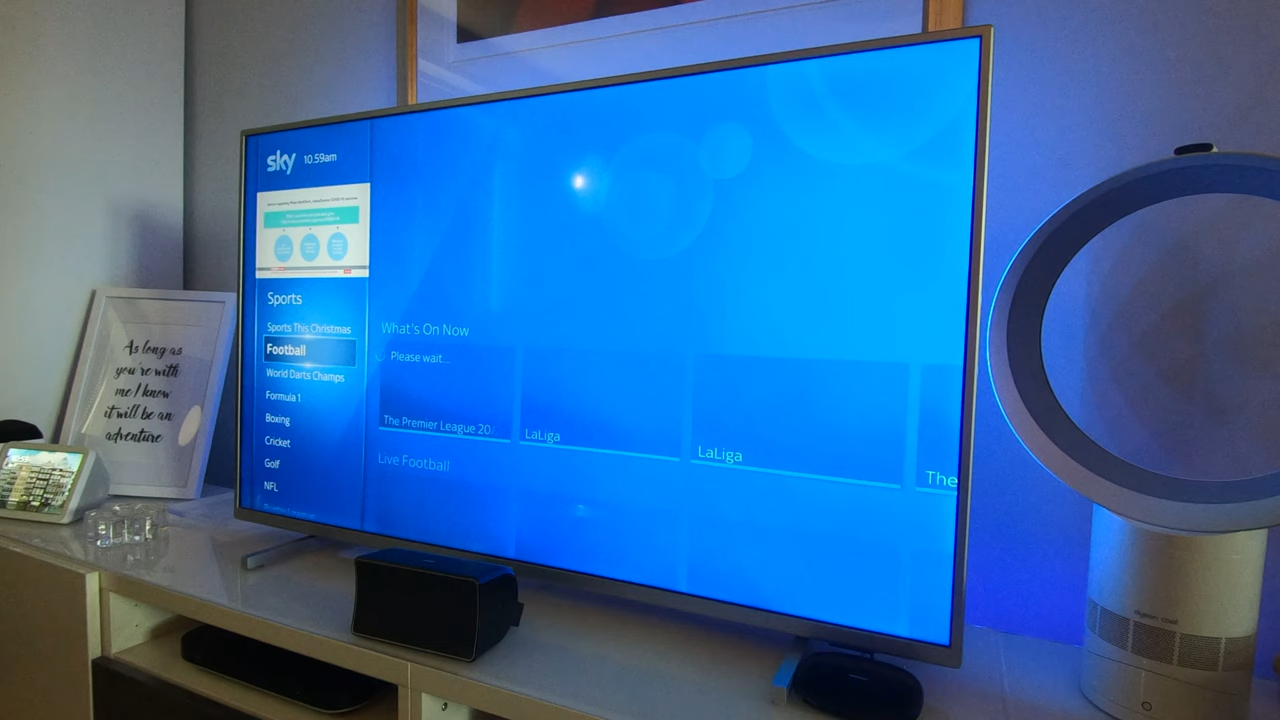 sky 10.59am
Sports
Sports This Christmas
Football
World Darts Champs
Formula 1
Boxing
Cricket
Golf
NFL
What's On Now
Please wait...
The Premier League 20
LaLiga
LaLiga
The
Live Football
As long as
you're with
me I know
it will be an
adventure
dyson cool